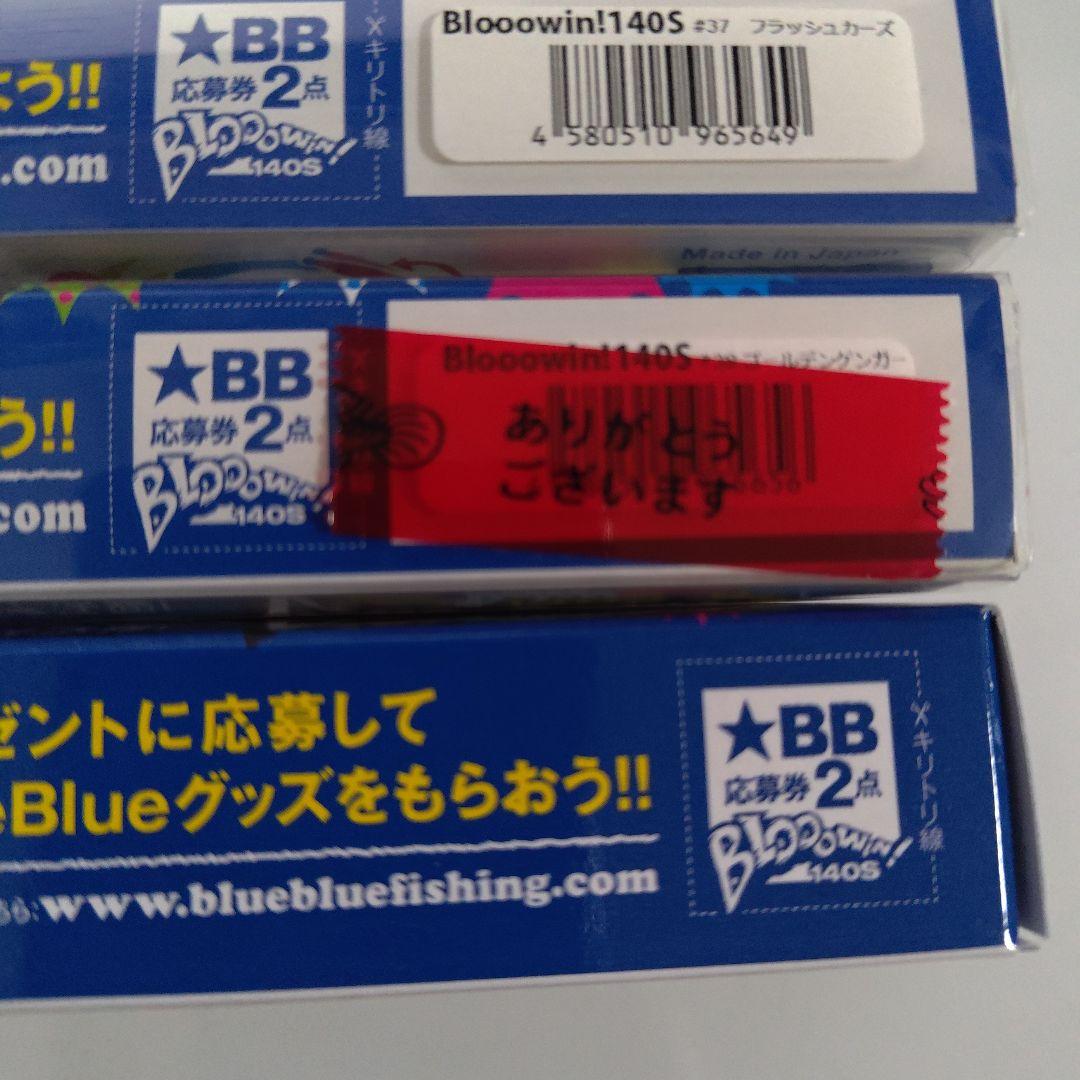 よう!!
.com
★BB
応募券2点
BLOOOWIN!
140S
キリトリ線
Blooowin!140S #37 フラッシュカーズ
4 580510 965649
Made in Japan
う!!
com
★BB
応募券2点
BLOOOWIN!
140S
Blooowin!140S ゴールデンゲンガー
ありがとう
ございます
ゼントに応募して
eBlueグッズをもらおう!!
www.bluebluefishing.com
★BB
応募券2点
BLOOOWIN!
140S
キリトリ線